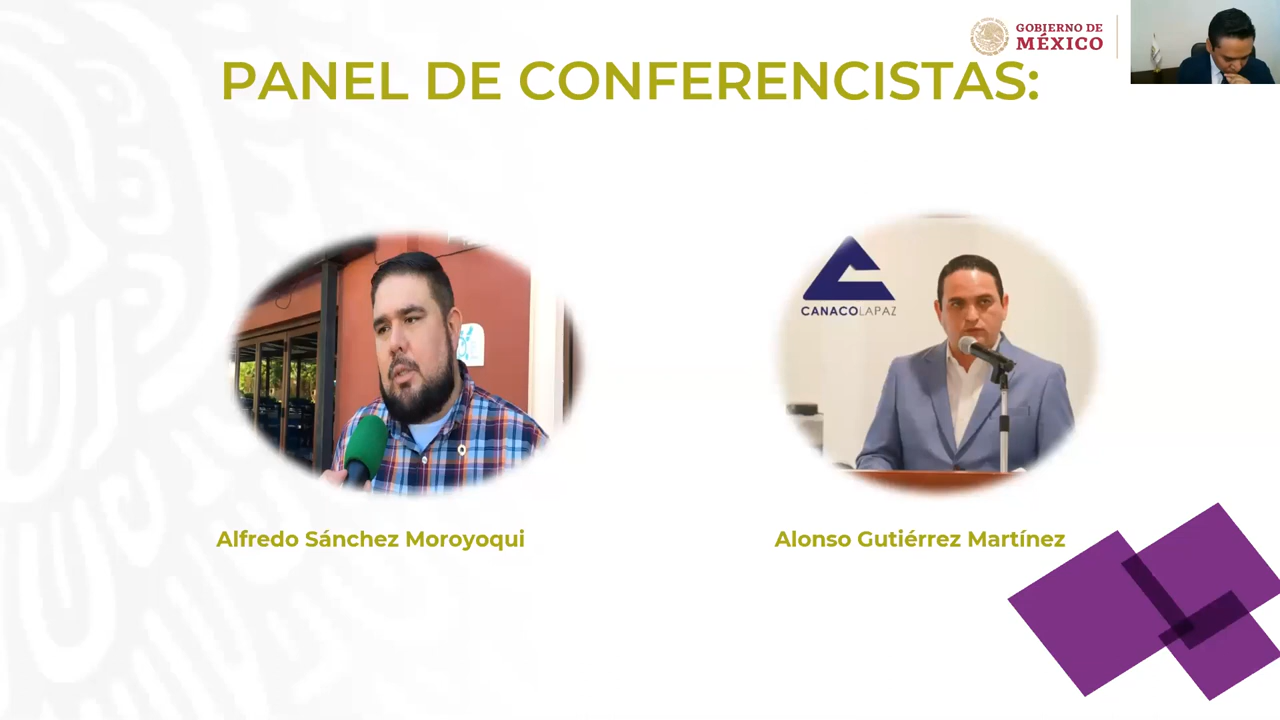 GOBIERNO DE
MÉXICO
PANEL DE CONFERENCISTAS:
CANACOLAPAZ
Alfredo Sánchez Moroyoqui
Alonso Gutiérrez Martínez